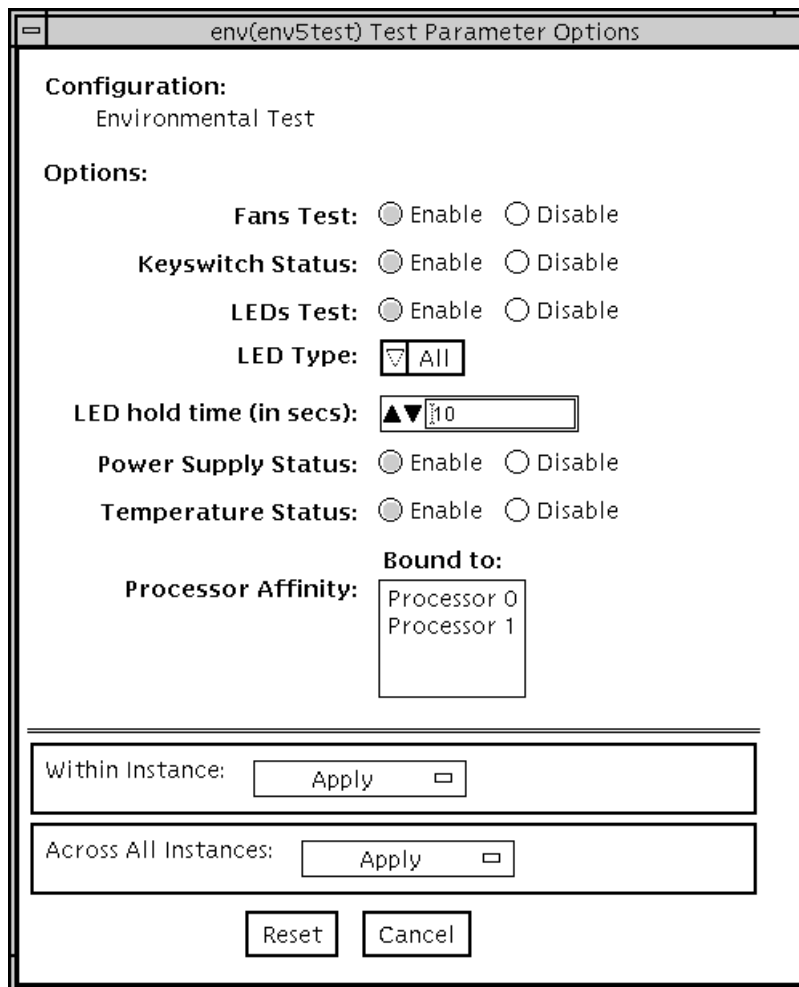 env(env5test) Test Parameter Options
Configuration:
Environmental Test
Options:
Fans Test: Enable Disable
Keyswitch Status: Enable Disable
LEDs Test: Enable Disable
LED Type: All
LED hold time (in secs): 10
Power Supply Status: Enable Disable
Temperature Status: Enable Disable
Bound to:
Processor Affinity:
Processor 0
Processor 1
Within Instance: Apply
Across All Instances: Apply
Reset Cancel